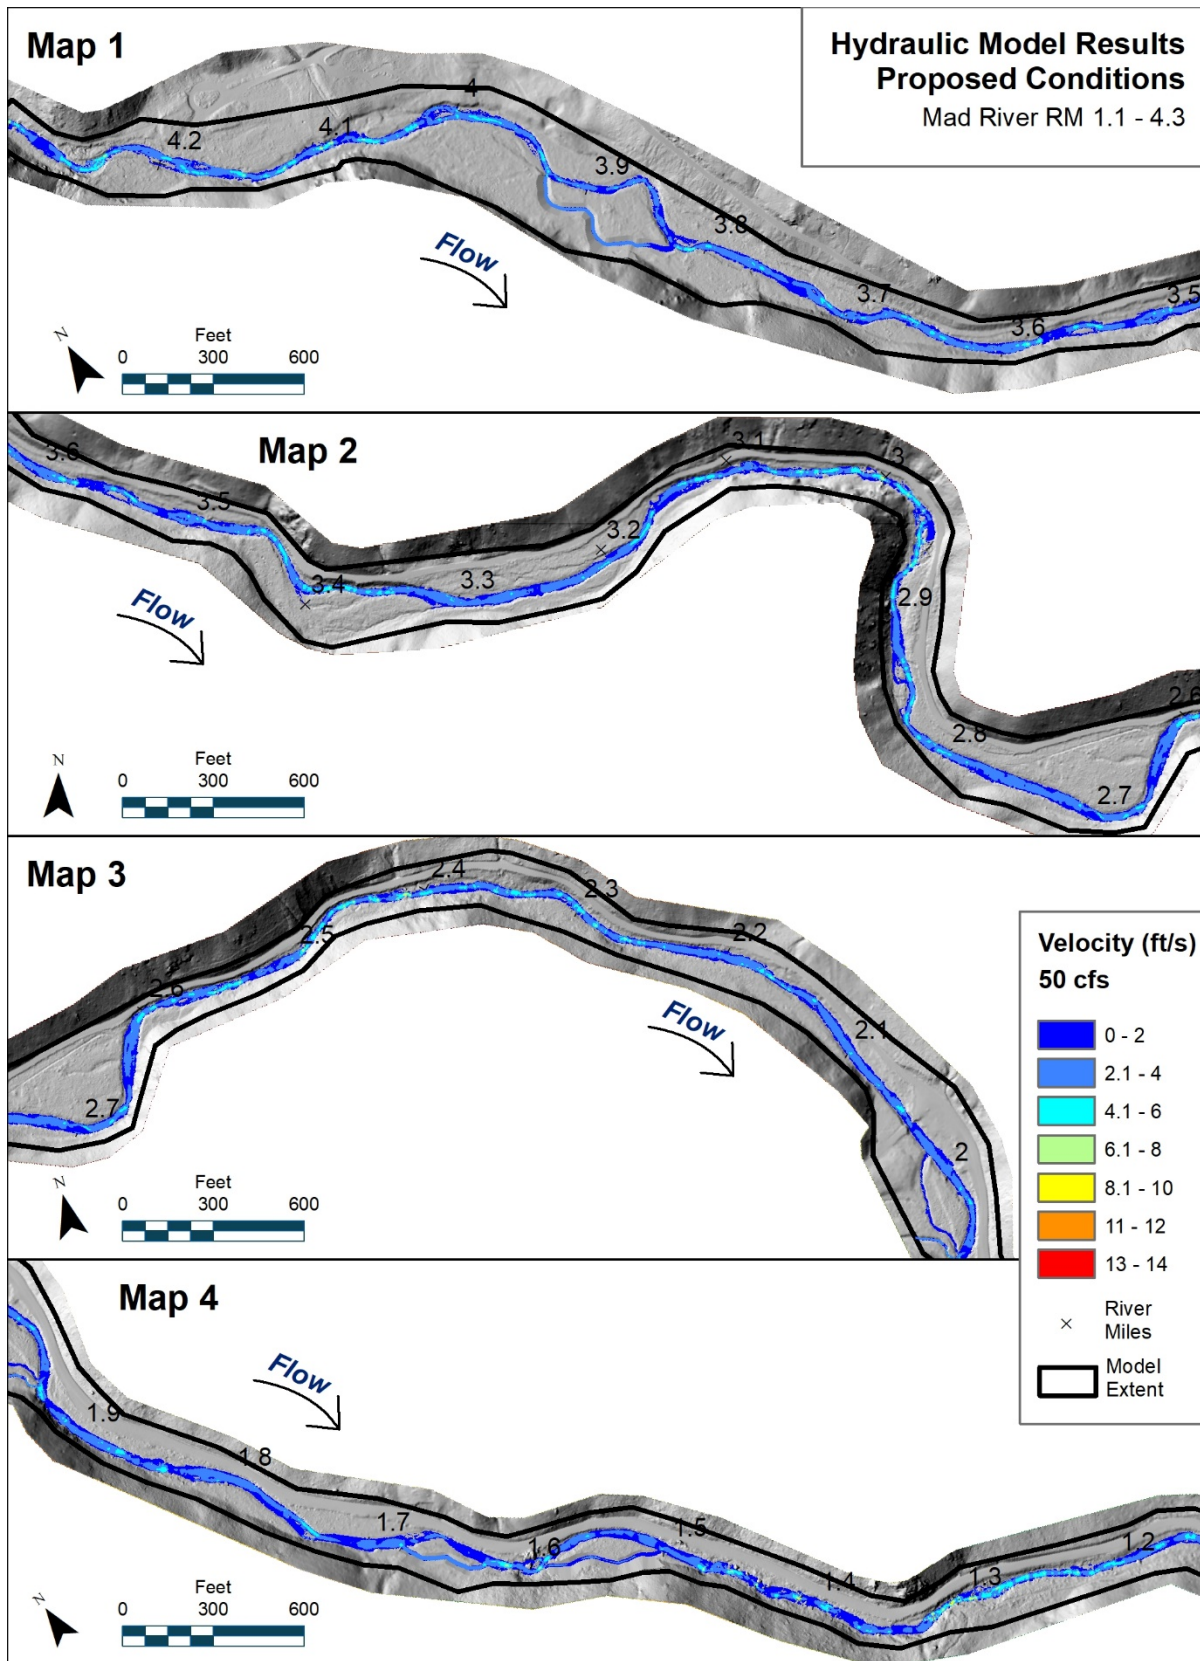 Map 1
Hydraulic Model Results
Proposed Conditions
Mad River RM 1.1 - 4.3
4.2
4.1
4
3.9
3.8
3.7
3.6
3.5
Flow
N
Feet
0 300 600
Map 2
3.6
3.5
3.4
3.3
3.2
3.1
3
2.9
2.8
2.7
2.6
Flow
N
Feet
0 300 600
Map 3
2.7
2.6
2.5
2.4
2.3
2.2
2.1
2
Flow
N
Feet
0 300 600
Velocity (ft/s)
50 cfs
0 - 2
2.1 - 4
4.1 - 6
6.1 - 8
8.1 - 10
11 - 12
13 - 14
River
Miles
Model
Extent
Map 4
Flow
1.9
1.8
1.7
1.6
1.5
1.4
1.3
1.2
N
Feet
0 300 600